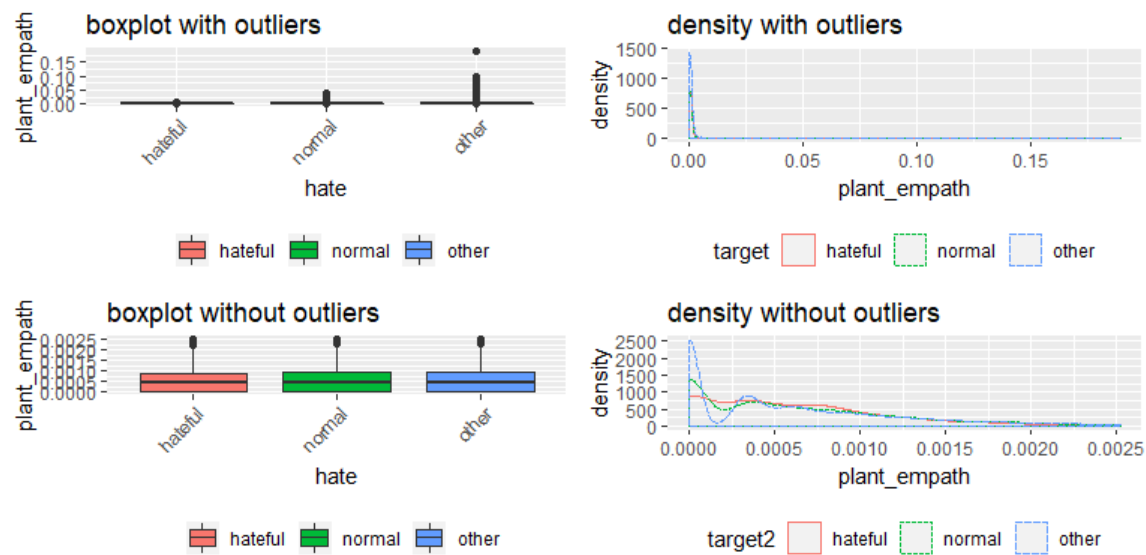 boxplot with outliers
plant_empath
0.15
0.10
0.05
0.00
hateful
normal
other
hate
hateful normal other
density with outliers
density
1500
1000
500
0
0.00 0.05 0.10 0.15
plant_empath
target hateful normal other
boxplot without outliers
plant_empath
0.0025
0.0020
0.0015
0.0010
0.0005
0.0000
hateful
normal
other
hate
hateful normal other
density without outliers
density
2500
2000
1500
1000
500
0
0.0000 0.0005 0.0010 0.0015 0.0020 0.0025
plant_empath
target2 hateful normal other